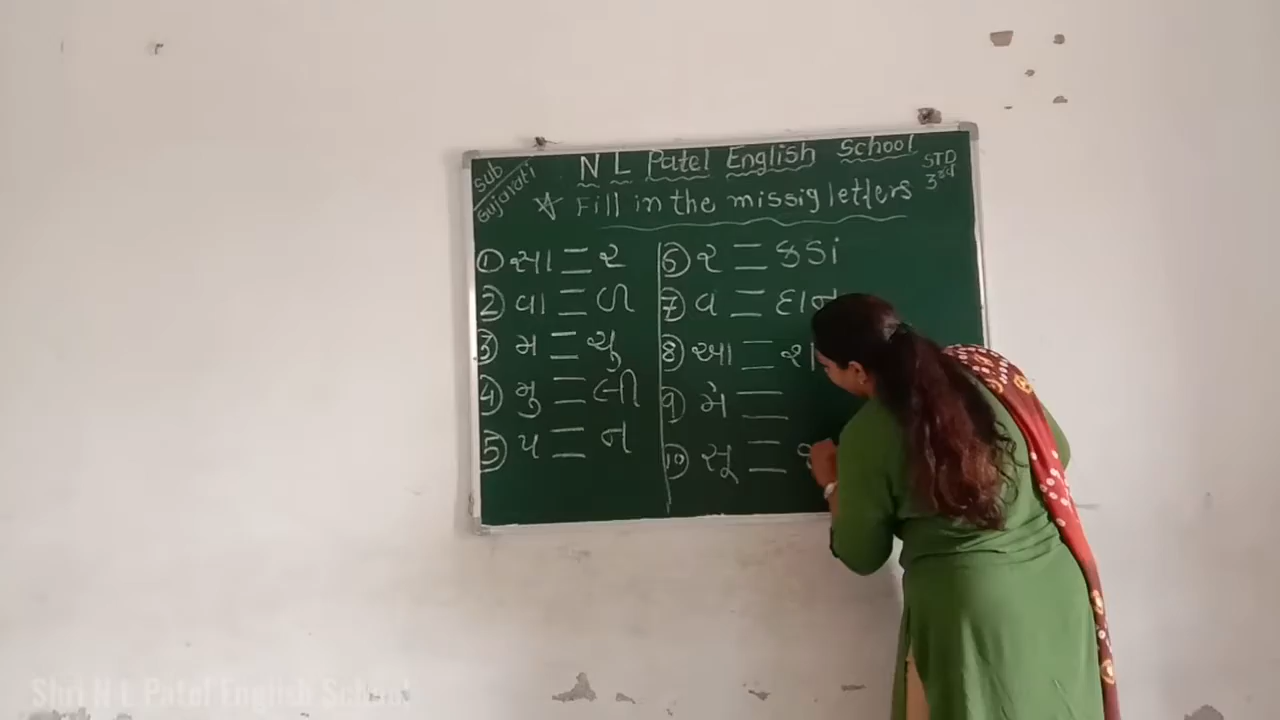 Sub
Gujarati
N L Patel English School
STD
3rd
☆ Fill in the missig letters
① સા = ર
② વા = ળ
③ મ = યુ
④ મુ = લી
⑤ પ = ન
⑥ ર = કડાં
⑦ વ = દાન
⑧ આ = રા
⑨ મે =
⑩ સૂ =
Shri N L Patel English School